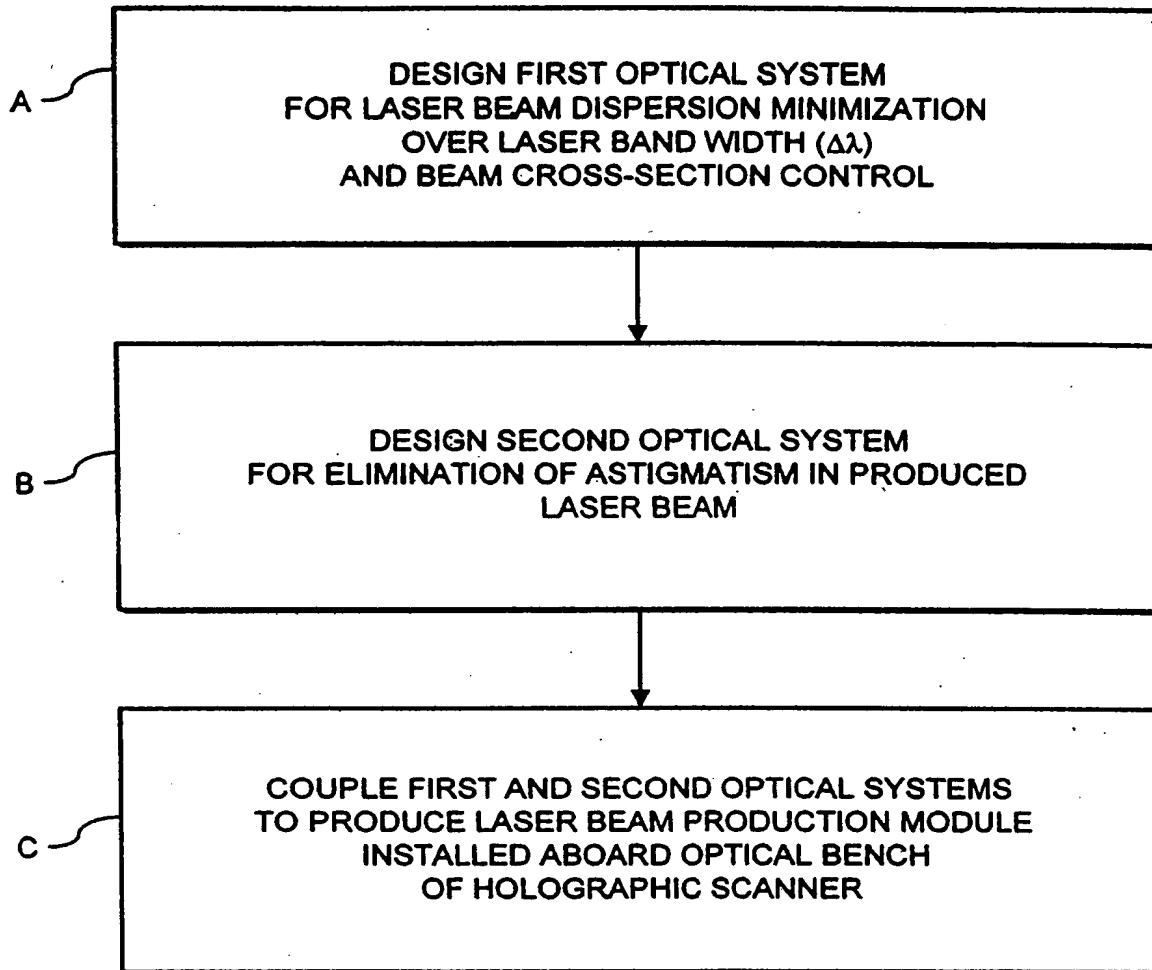 A
DESIGN FIRST OPTICAL SYSTEM
FOR LASER BEAM DISPERSION MINIMIZATION
OVER LASER BAND WIDTH (Δλ)
AND BEAM CROSS-SECTION CONTROL
B
DESIGN SECOND OPTICAL SYSTEM
FOR ELIMINATION OF ASTIGMATISM IN PRODUCED
LASER BEAM
C
COUPLE FIRST AND SECOND OPTICAL SYSTEMS
TO PRODUCE LASER BEAM PRODUCTION MODULE
INSTALLED ABOARD OPTICAL BENCH
OF HOLOGRAPHIC SCANNER